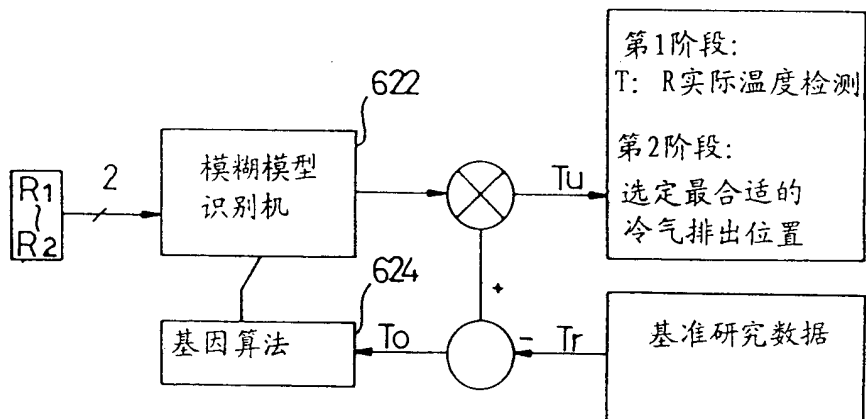 第1阶段:
T: R实际温度检测
第2阶段:
选定最合适的
冷气排出位置
622
模糊模型
识别机
2
R1
~
R2
Tu
+
624
基因算法
To
-
Tr
基准研究数据